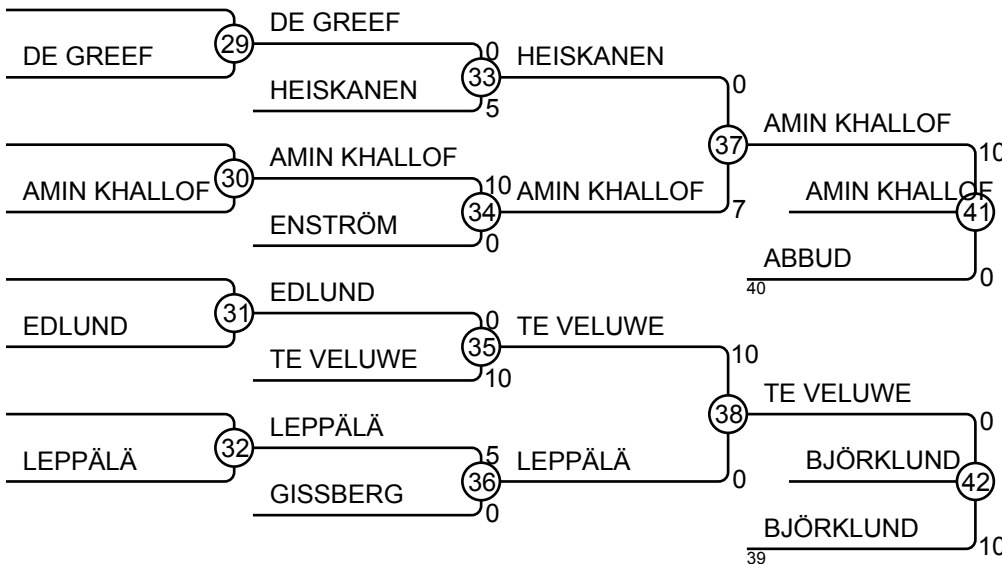 DE GREEF
29
DE GREEF
0
33
HEISKANEN
5
HEISKANEN
0
AMIN KHALLOF
30
AMIN KHALLOF
10
34
ENSTRÖM
0
AMIN KHALLOF
7
37
AMIN KHALLOF
10
AMIN KHALLOF
41
ABBUD
40
0
EDLUND
31
EDLUND
0
35
TE VELUWE
10
TE VELUWE
10
LEPPÄLÄ
32
LEPPÄLÄ
5
36
GISSBERG
0
LEPPÄLÄ
0
38
TE VELUWE
0
BJÖRKLUND
42
BJÖRKLUND
39
10